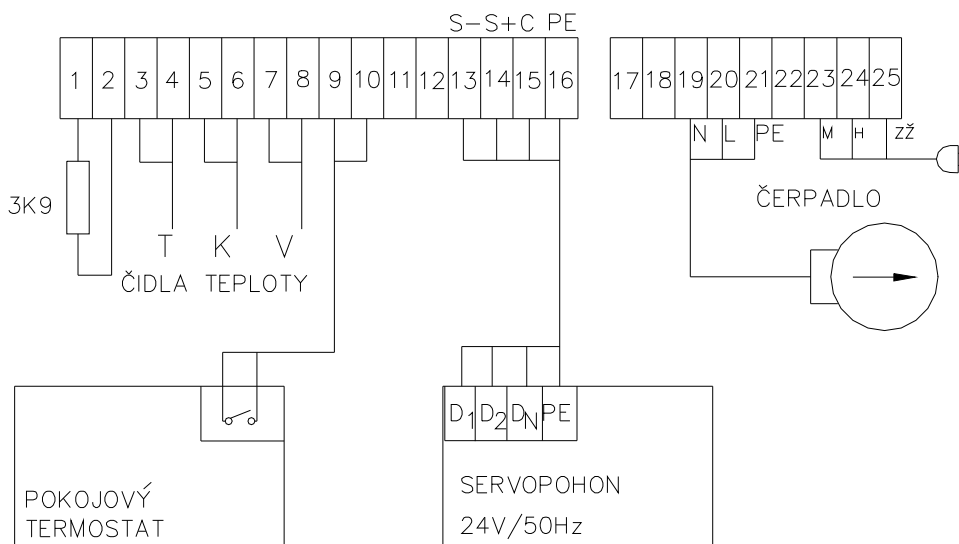 S-S+C PE
1 2 3 4 5 6 7 8 9 10 11 12 13 14 15 16 17 18 19 20 21 22 23 24 25
N L PE M H ZŽ
3K9
ČERPADLO
T K V
ČIDLA TEPLOTY
D1 D2 DN PE
POKOJOVÝ
TERMOSTAT
SERVOPOHON
24V/50Hz